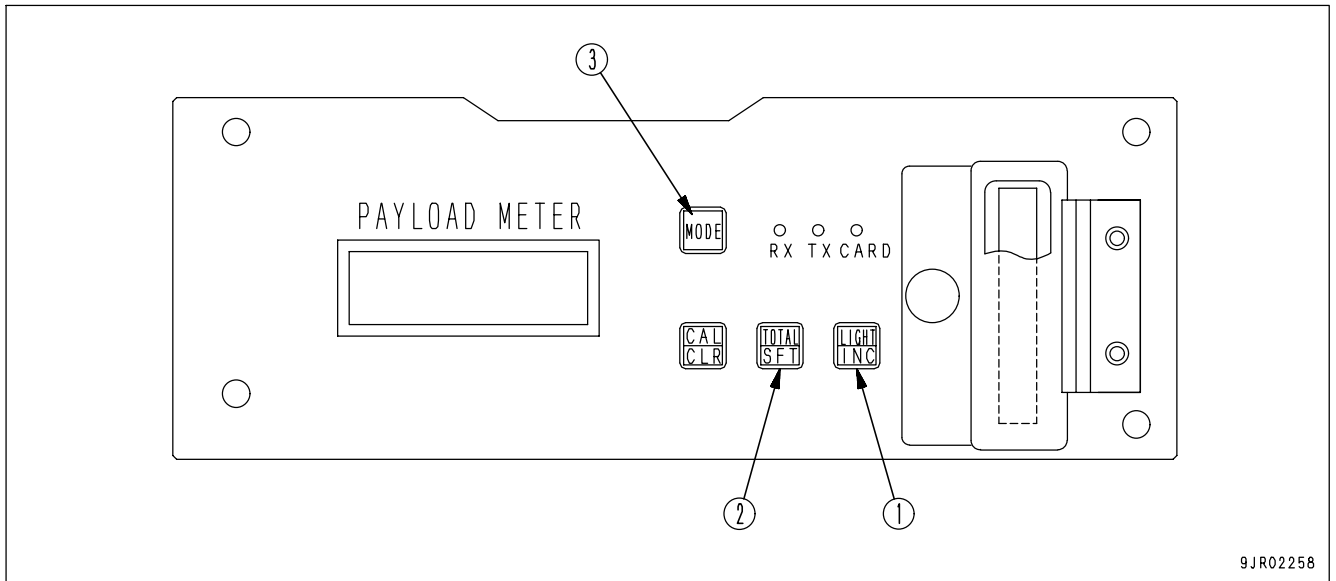 ③
PAYLOAD METER
MODE
RX TX CARD
CAL
CLR
TOTAL
SFT
LIGHT
INC
②
①
9JR02258